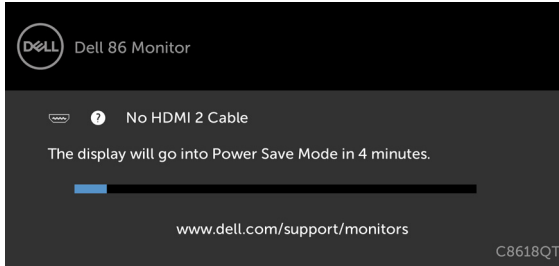 DELL
Dell 86 Monitor
? No HDMI 2 Cable
The display will go into Power Save Mode in 4 minutes.
www.dell.com/support/monitors
C8618QT